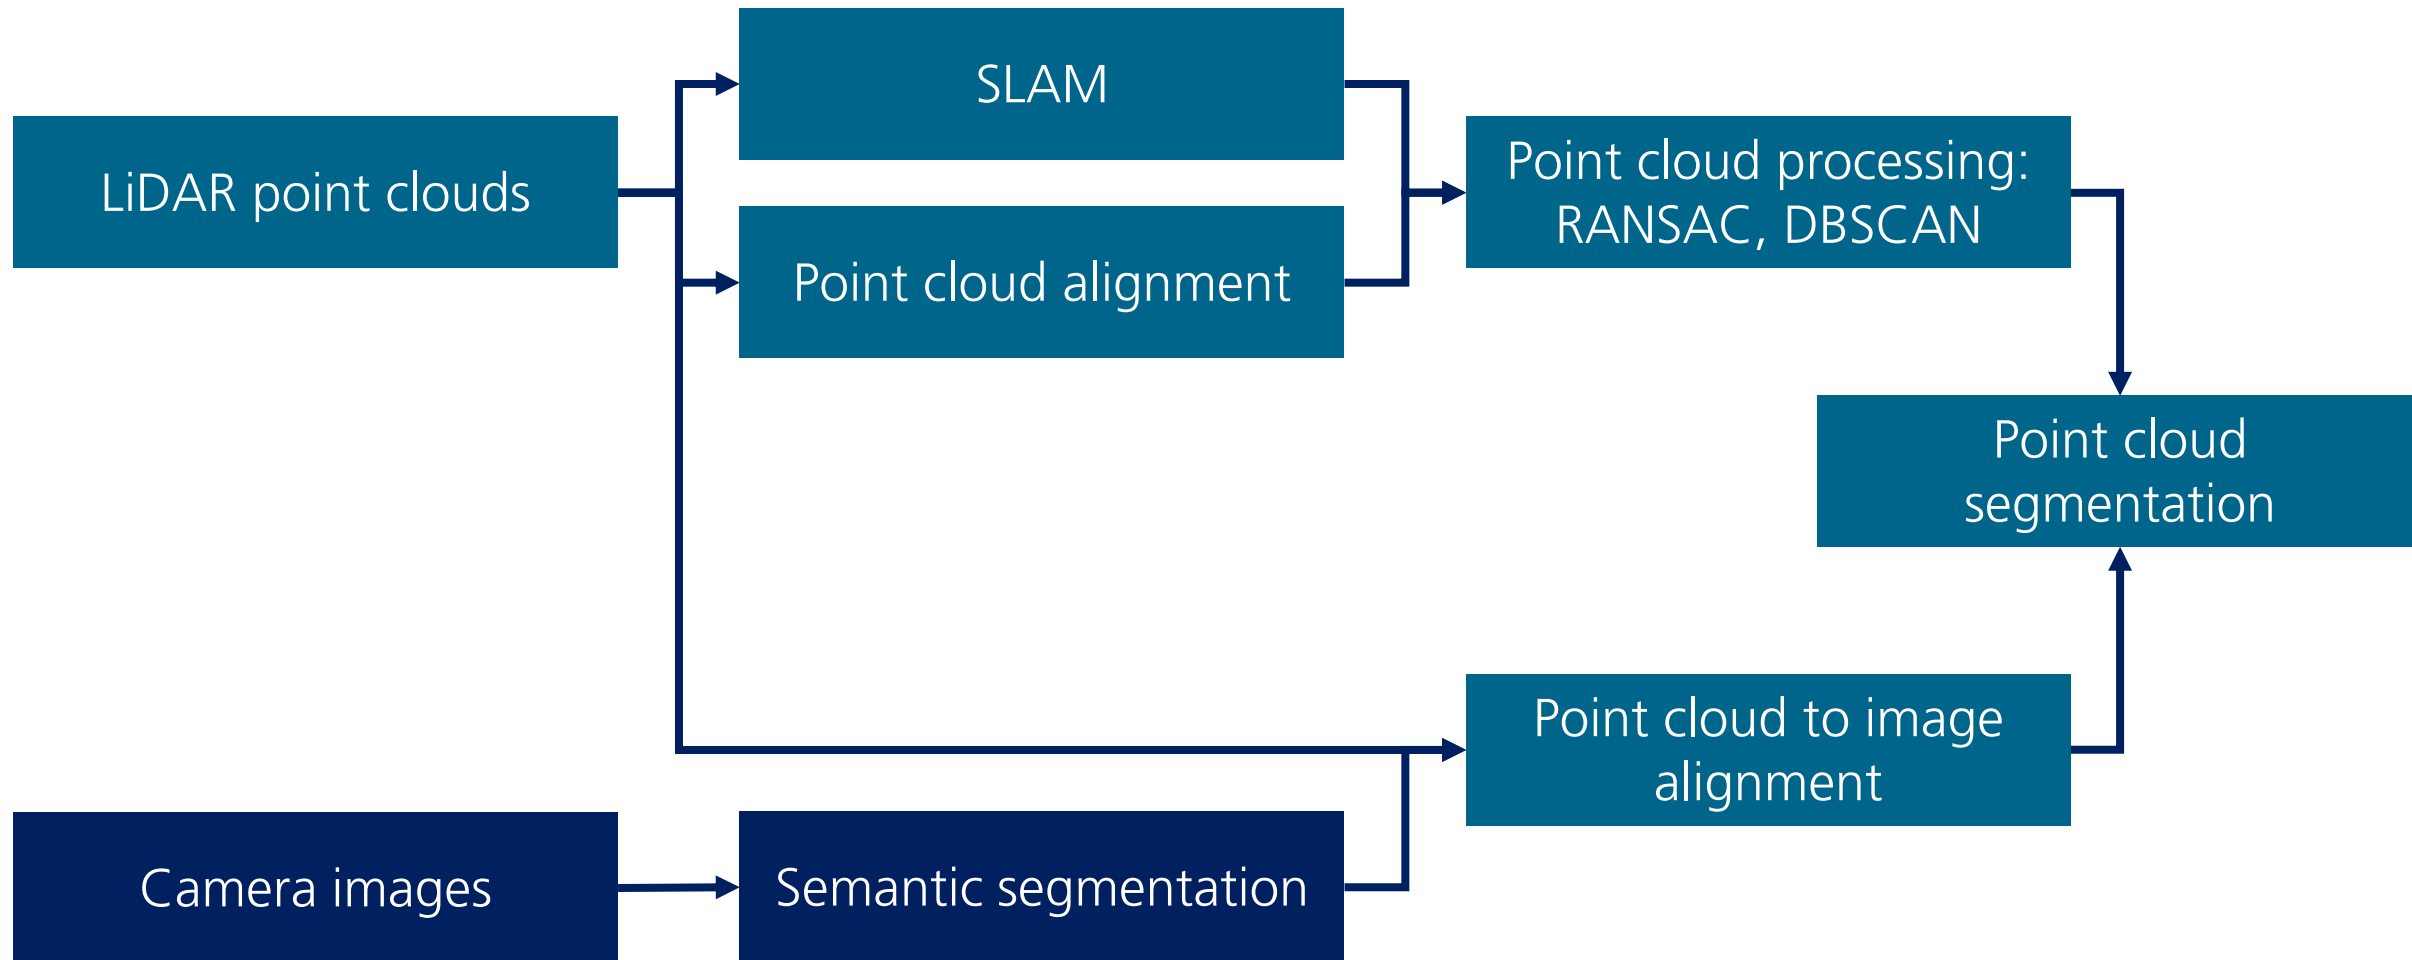 SLAM
LiDAR point clouds
Point cloud alignment
Point cloud processing:
RANSAC, DBSCAN
Point cloud
segmentation
Point cloud to image
alignment
Camera images
Semantic segmentation